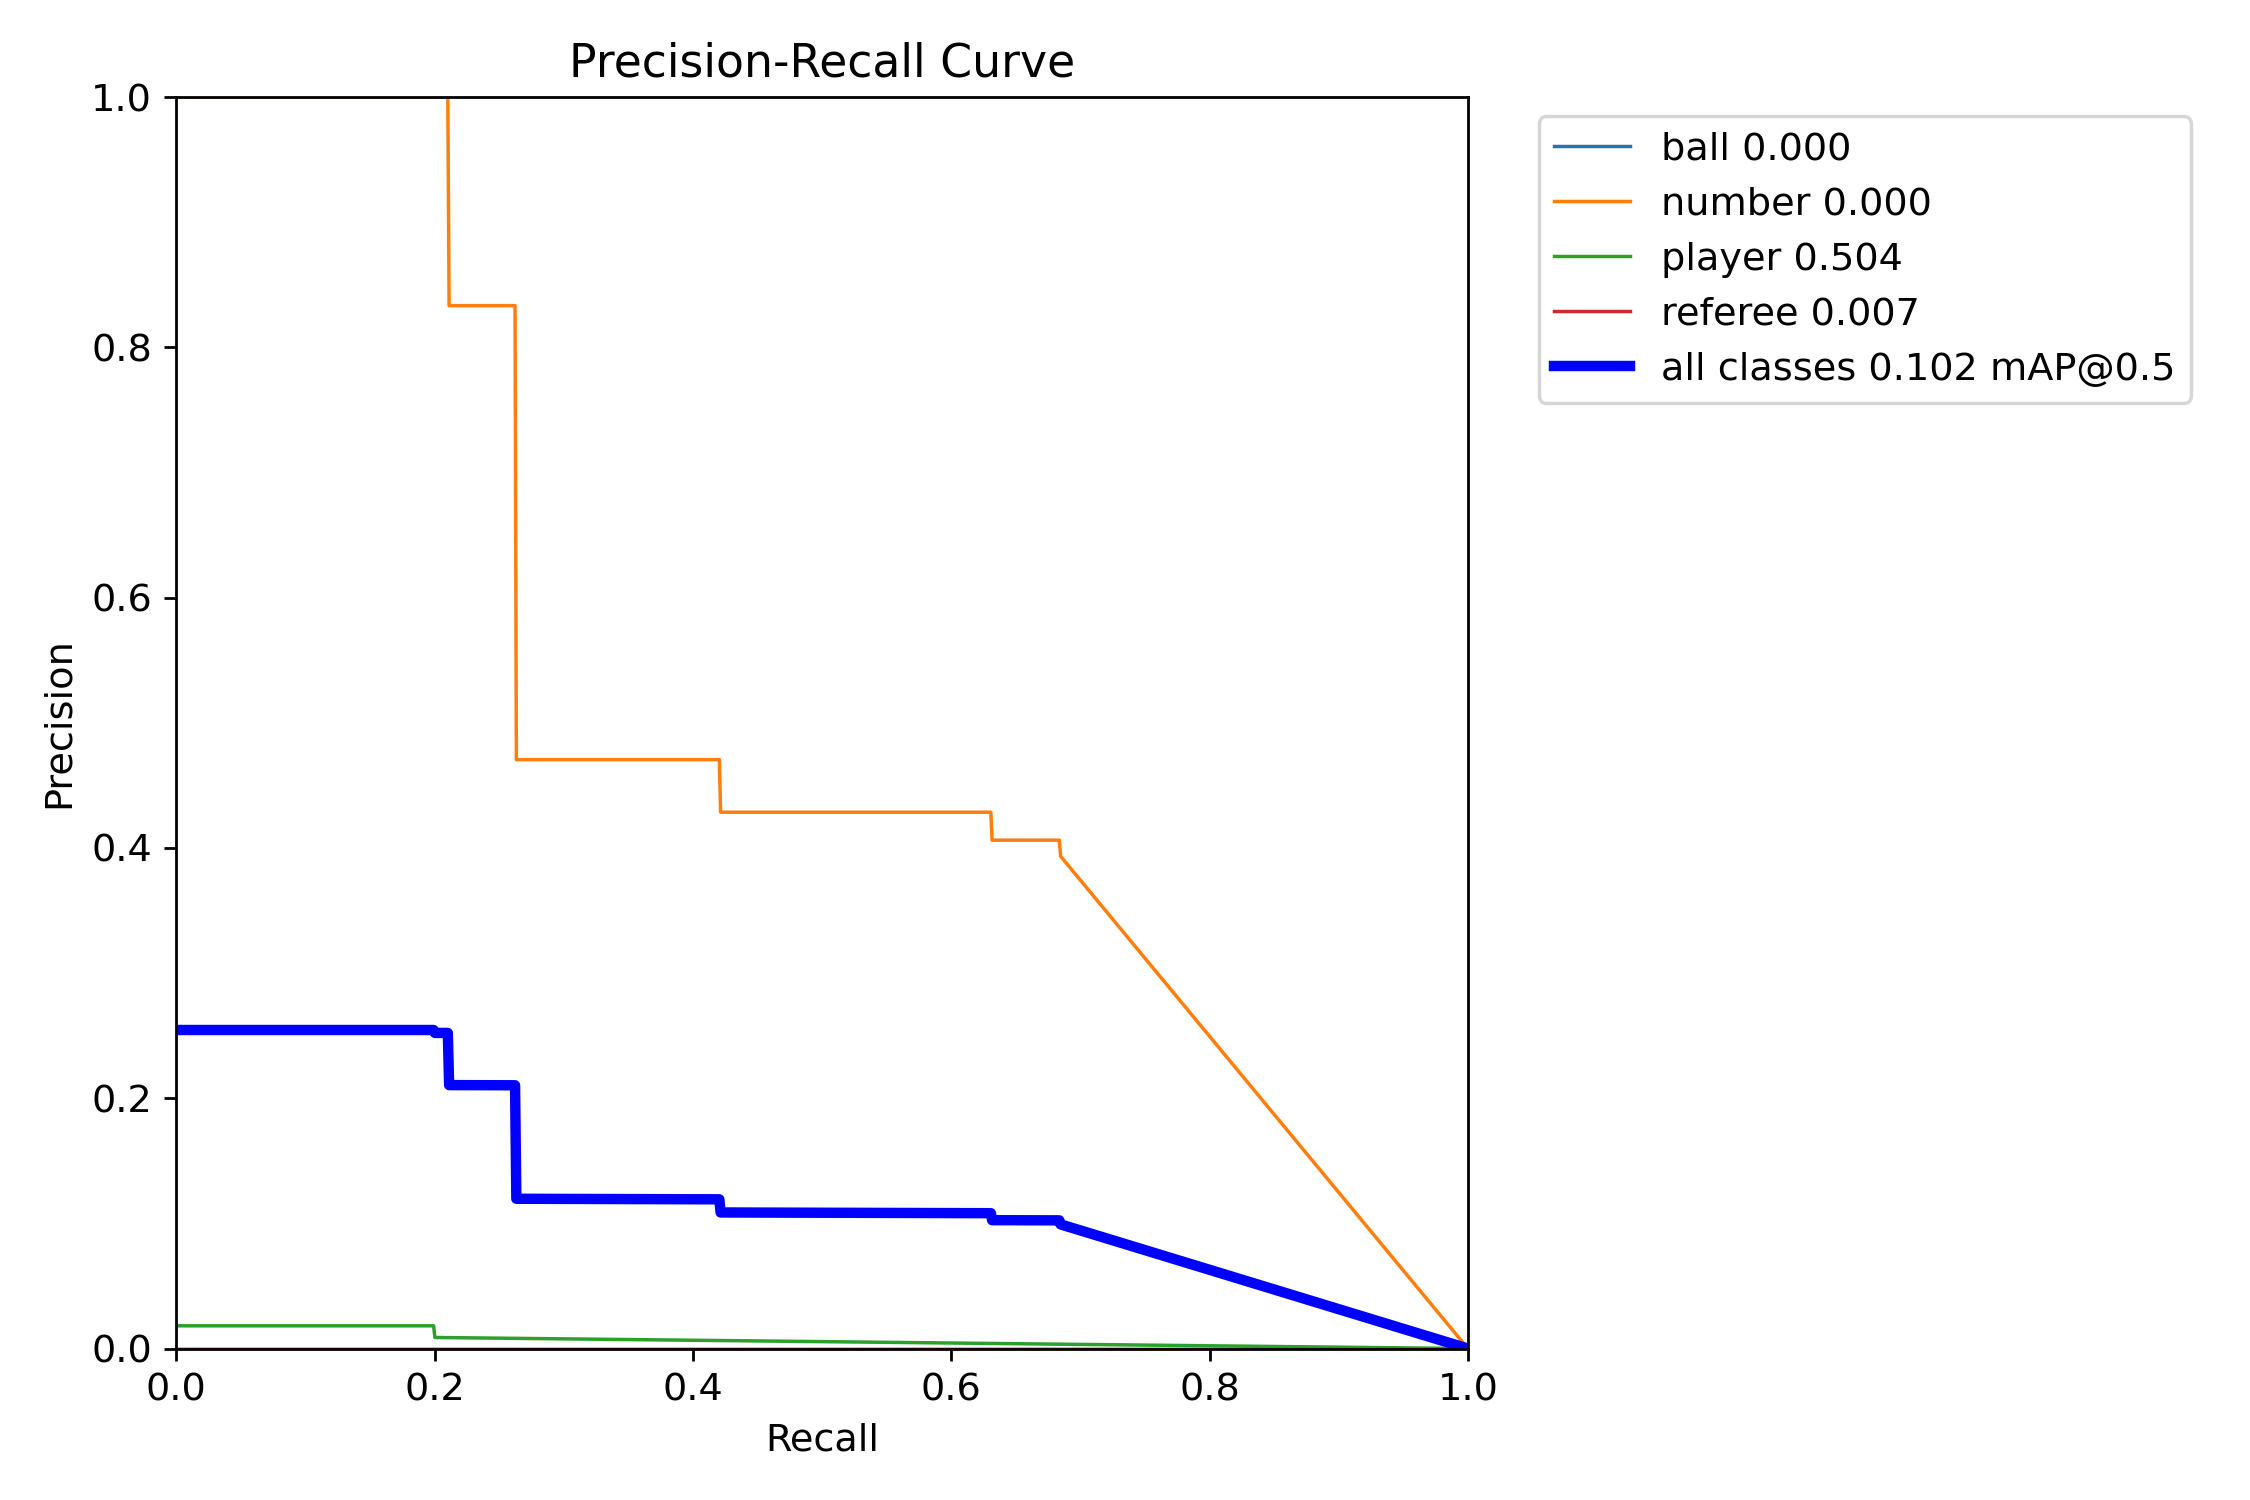 Precision-Recall Curve
1.0
0.8
0.6
0.4
0.2
0.0
Precision
0.0 0.2 0.4 0.6 0.8 1.0
Recall
ball 0.000
number 0.000
player 0.504
referee 0.007
all classes 0.102 mAP@0.5